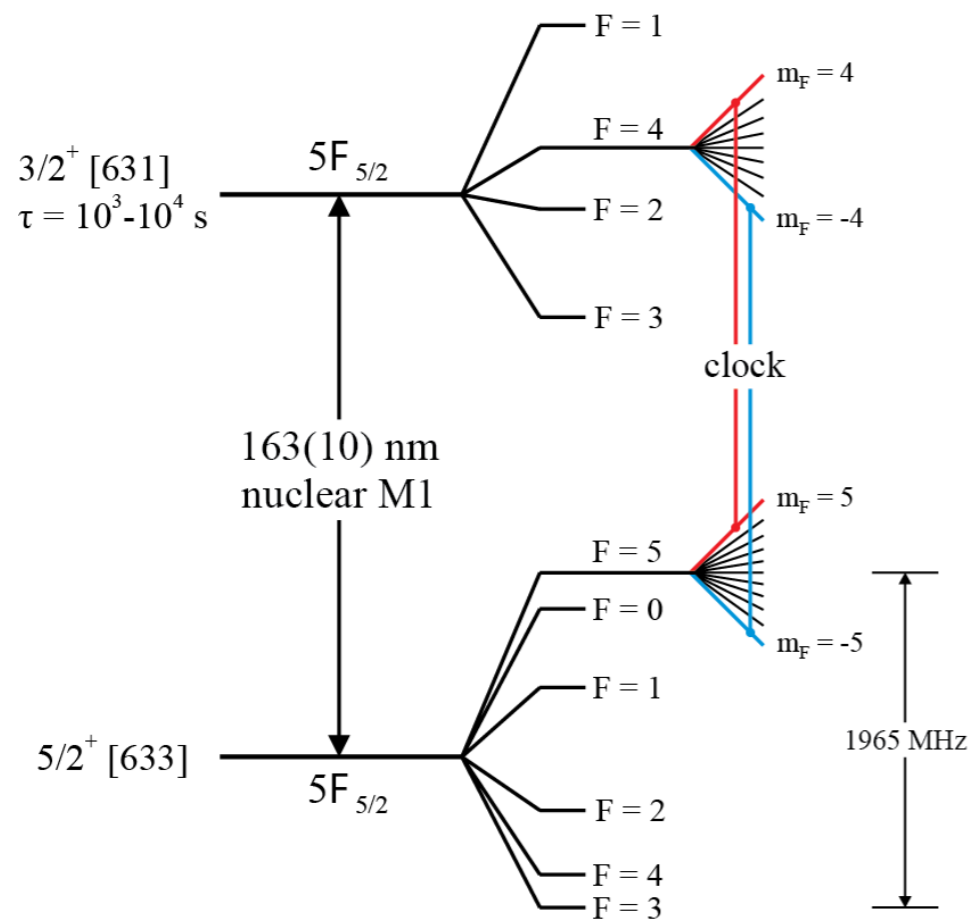 F = 1
m_F = 4
5F_5/2
F = 4
3/2^+ [631]
τ = 10^3-10^4 s
F = 2
m_F = -4
F = 3
clock
163(10) nm
nuclear M1
m_F = 5
F = 5
F = 0
m_F = -5
F = 1
1965 MHz
5/2^+ [633]
5F_5/2
F = 2
F = 4
F = 3